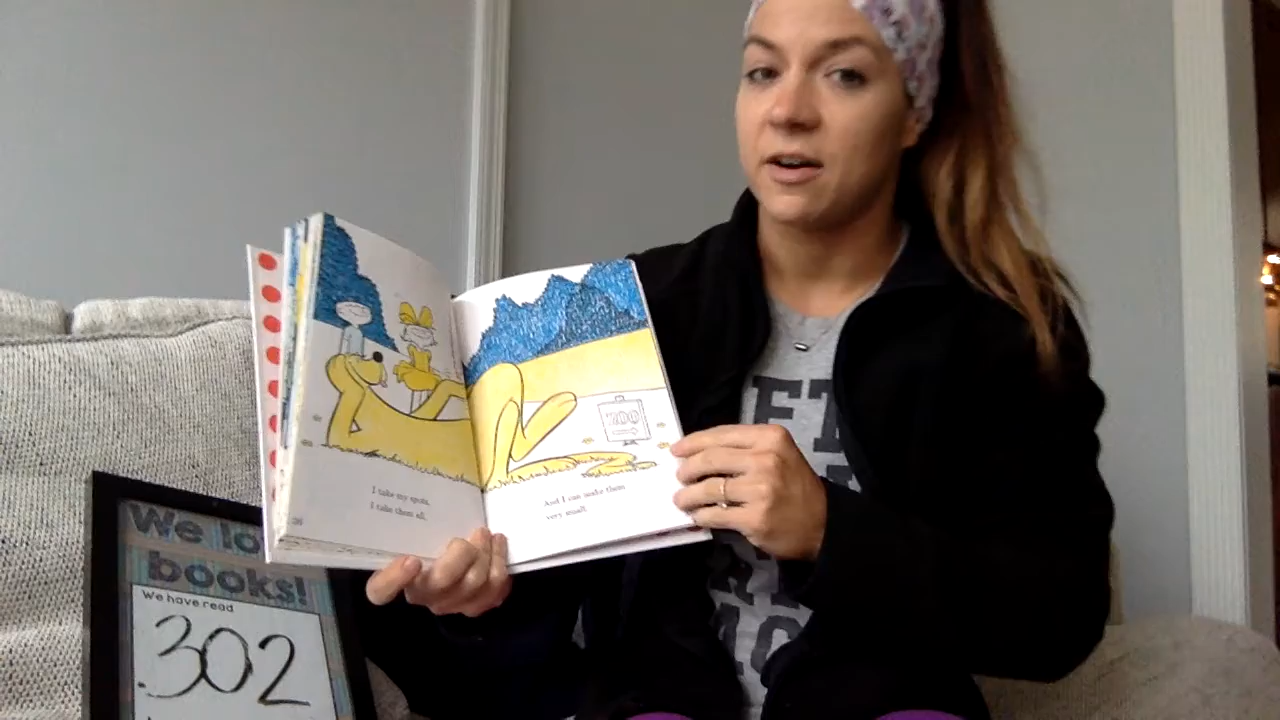 I take my spots,
I take them all,
36
ZOO
And I can make them
very small.
We
books!
We have read
302